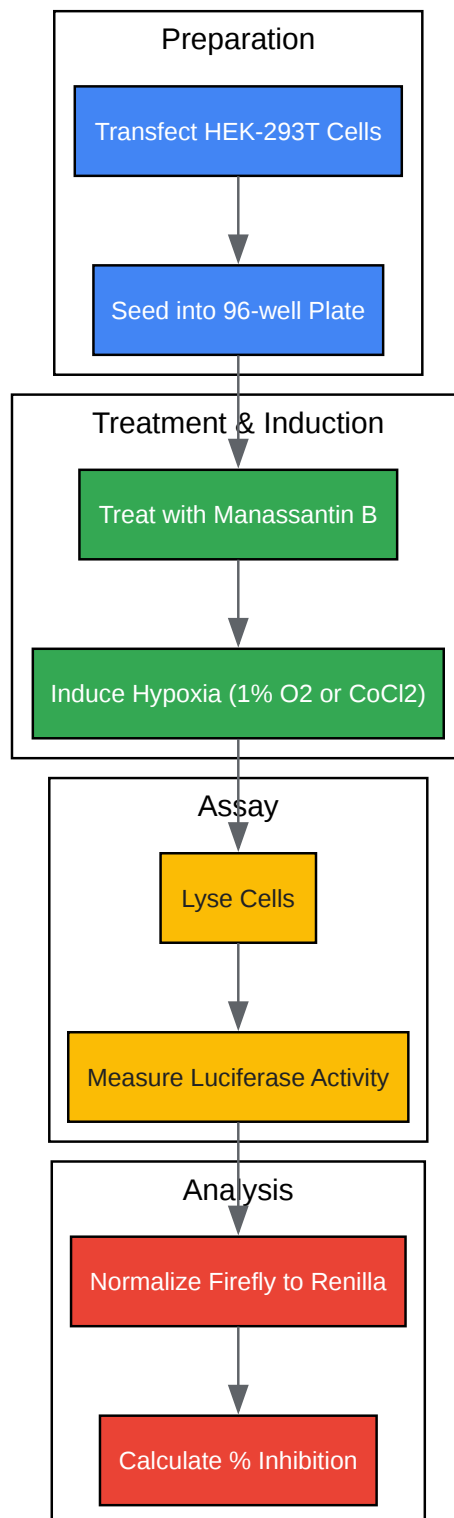 Preparation
Transfect HEK-293T Cells
Seed into 96-well Plate
Treatment & Induction
Treat with Manassantin B
Induce Hypoxia (1% O2 or CoCl2)
Assay
Lyse Cells
Measure Luciferase Activity
Analysis
Normalize Firefly to Renilla
Calculate % Inhibition